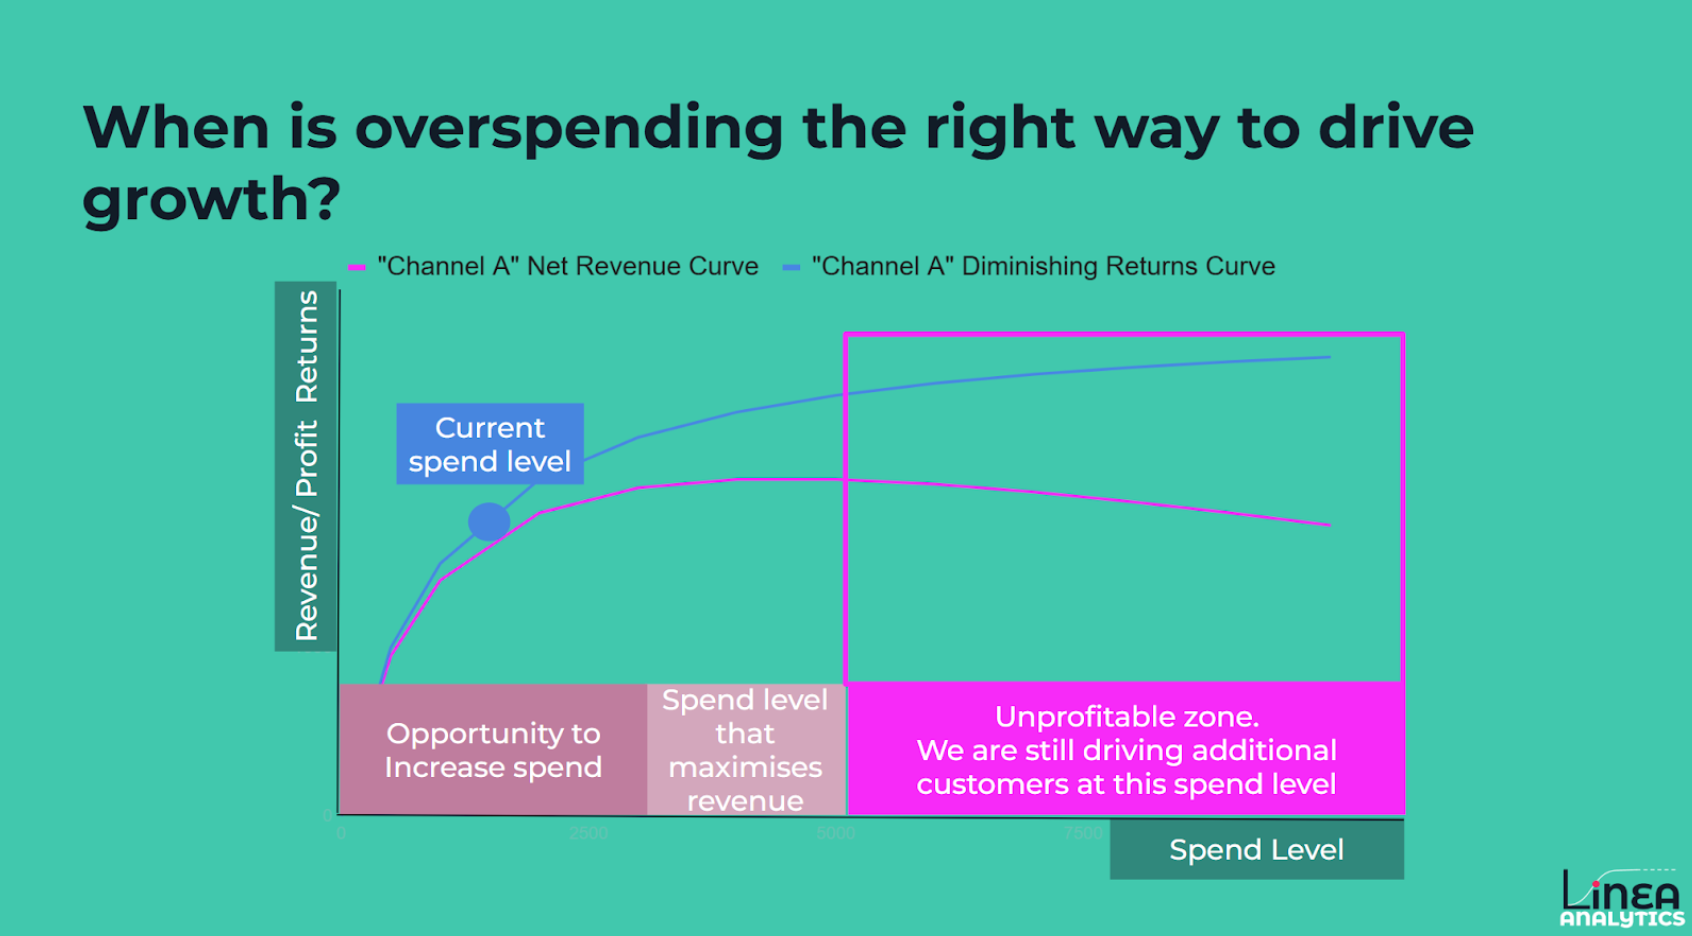 When is overspending the right way to drive
growth?
"Channel A" Net Revenue Curve
"Channel A" Diminishing Returns Curve
Revenue/ Profit Returns
Current
spend level
Opportunity to
Increase spend
Spend level
that
maximises
revenue
Unprofitable zone.
We are still driving additional
customers at this spend level
0
0
2500
5000
7500
Spend Level
LinEA
ANALYTICS